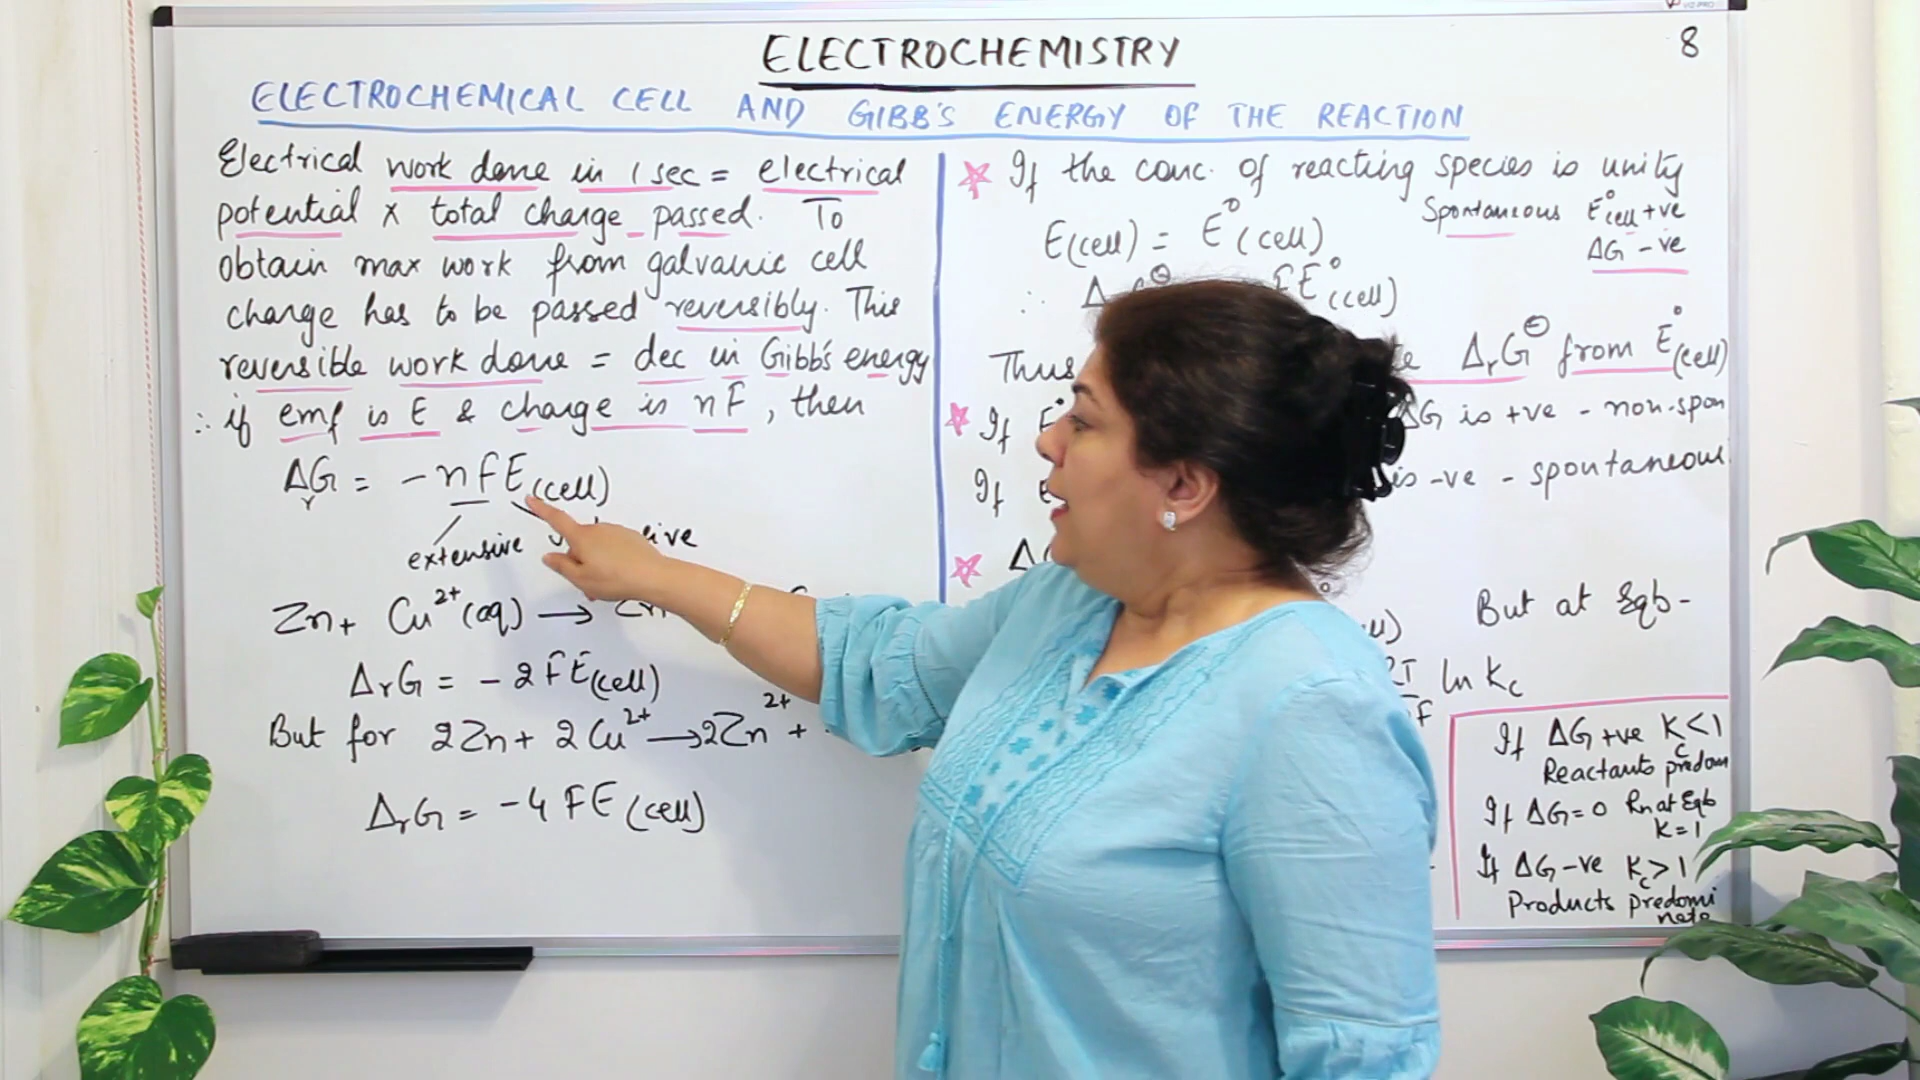 ELECTROCHEMISTRY
8
ELECTROCHEMICAL CELL AND GIBB'S ENERGY OF THE REACTION
Electrical work done in 1 sec = electrical
potential x total charge passed. To
obtain max work from galvanic cell
charge has to be passed reversibly. This
reversible work done = dec in Gibb's energy
∴ if emf is E & charge is nF, then
ΔrG = - nFE(cell)
extensive
Zn + Cu²⁺(aq) →
ΔrG = - 2FE(cell)
But for 2Zn + 2Cu²⁺ → 2Zn²⁺ +
ΔrG = -4FE(cell)
If the conc. of reacting species is unity
E(cell) = E°(cell)
Spontaneous E°cell +ve
ΔG -ve
∴ FE°(cell)
Thus ΔrG⊖ from E°(cell)
If E° ΔG is +ve - non-spon
If is -ve - spontaneous
But at Eqb -
ln Kc
If ΔG +ve Kc < 1
Reactants predom
If ΔG = 0 Rn at Eqb
K = 1
If ΔG -ve Kc > 1
Products predomi
nate